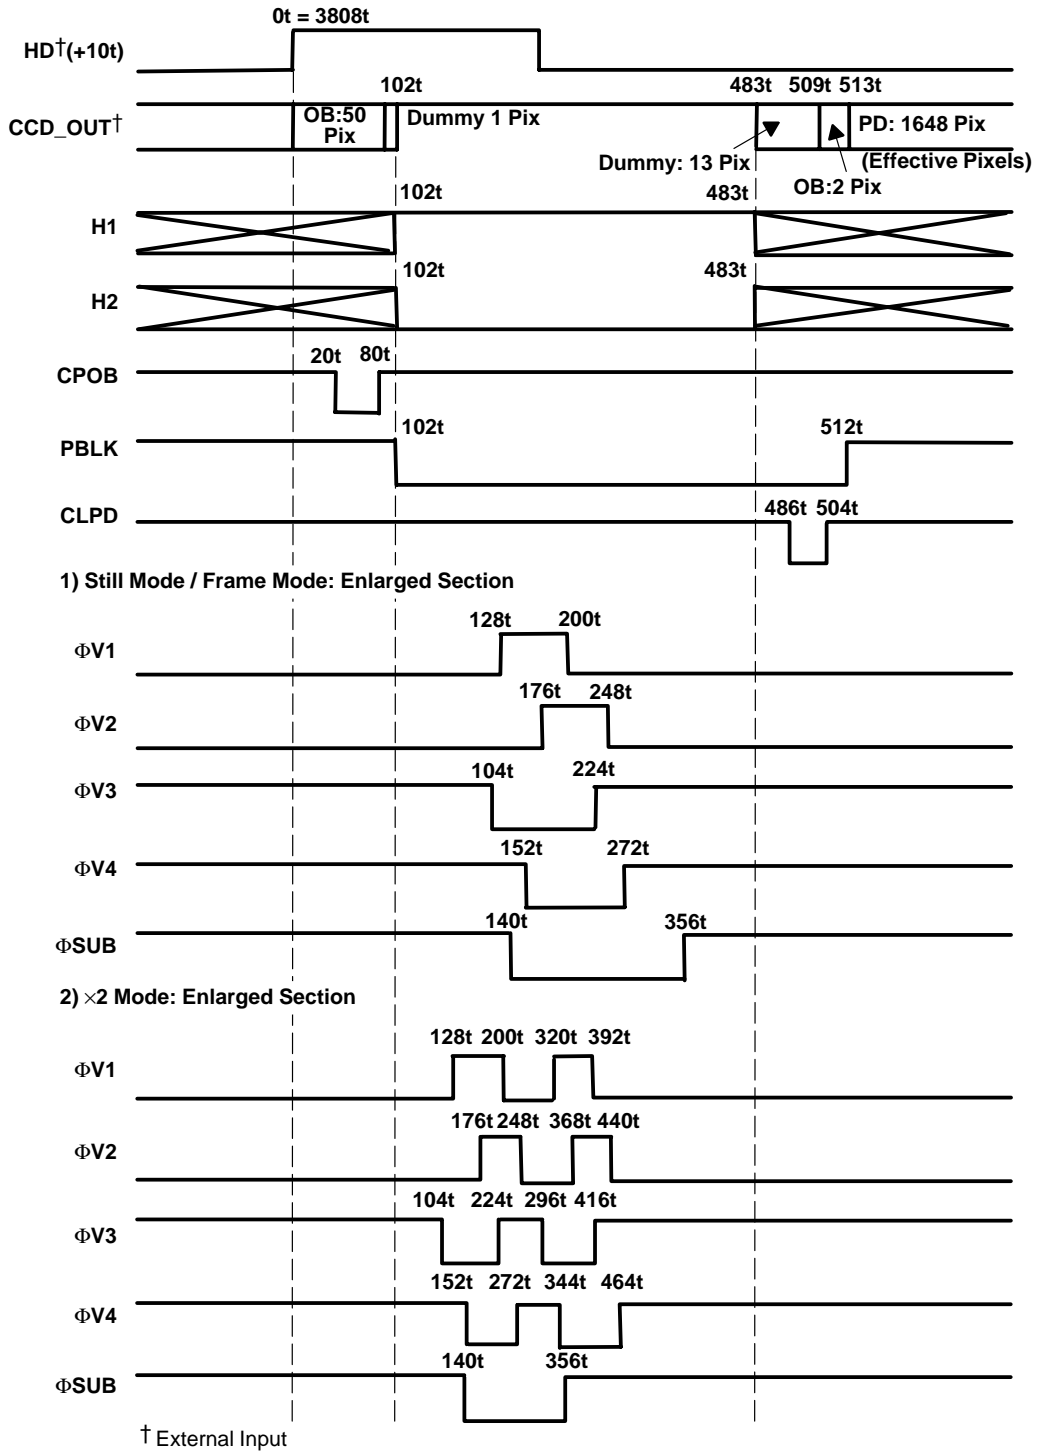 0t = 3808t
HD†(+10t)
102t 483t 509t 513t
CCD_OUT†
OB:50
Pix
Dummy 1 Pix
PD: 1648 Pix
(Effective Pixels)
Dummy: 13 Pix
OB:2 Pix
102t 483t
H1
102t 483t
H2
20t 80t
CPOB
102t 512t
PBLK
486t 504t
CLPD
1) Still Mode / Frame Mode: Enlarged Section
128t 200t
ΦV1
176t 248t
ΦV2
104t 224t
ΦV3
152t 272t
ΦV4
140t 356t
ΦSUB
2) ×2 Mode: Enlarged Section
128t 200t 320t 392t
ΦV1
176t 248t 368t 440t
ΦV2
104t 224t 296t 416t
ΦV3
152t 272t 344t 464t
ΦV4
140t 356t
ΦSUB
† External Input